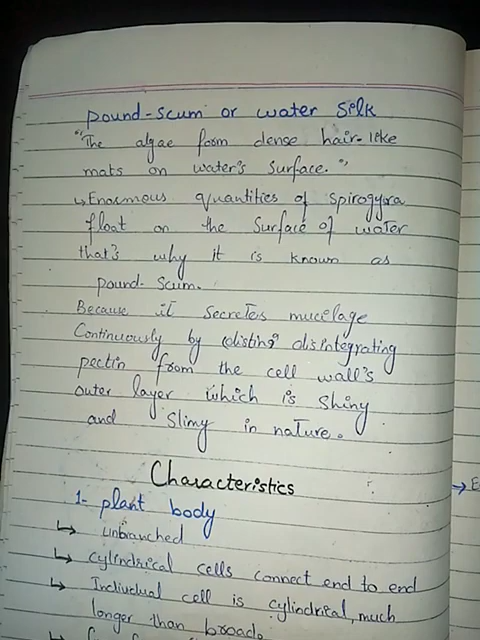 pound-scum or water Silk
"The algae form dense hair-like
mats on water's surface."
↳ Enormous quantities of spirogyra
float on the surface of water
that's why it is known as
pound-scum.
Because it secretes mucilage
Continuously by disintegrating
pectin from the cell wall's
outer layer which is Shiny
and Slimy in nature.
Characteristics
1- plant body
↳ Unbranched
↳ cylindrical cells connect end to end
↳ Individual cell is cylindrical, much
longer than broad.